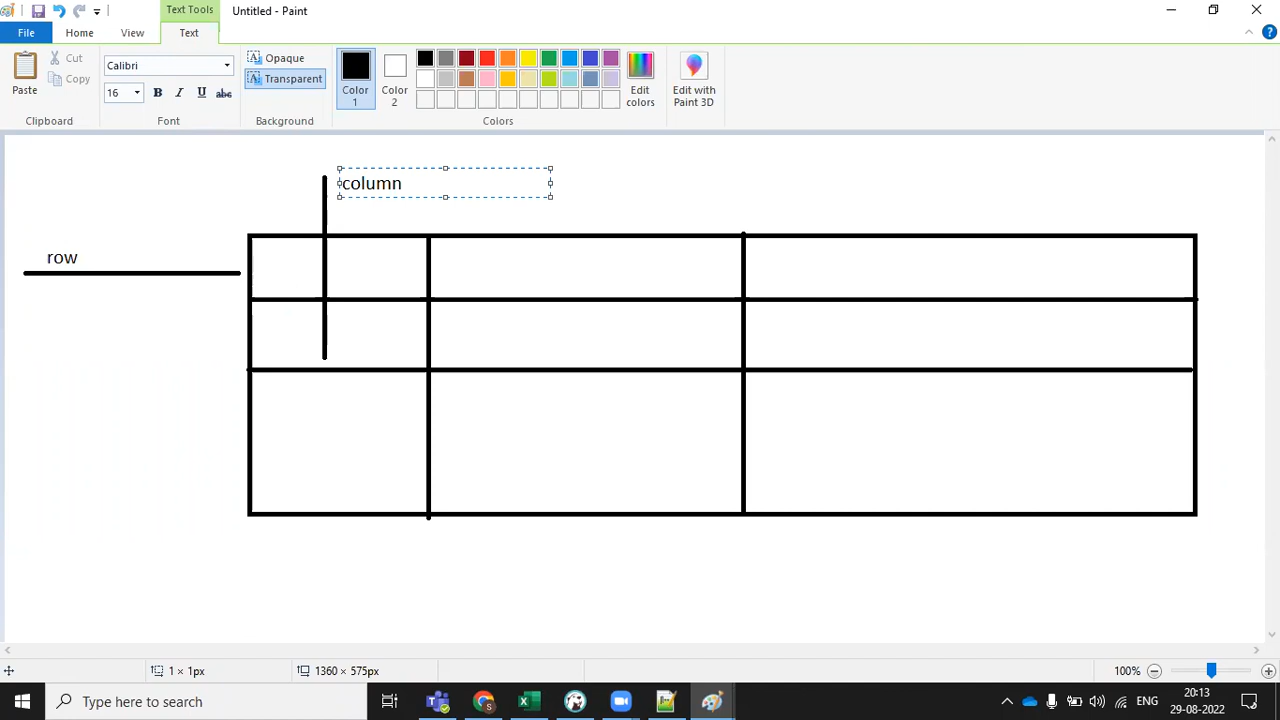 Text Tools
Untitled - Paint
File
Home
View
Text
Paste
Cut
Copy
Clipboard
Calibri
16
B I U abc
Font
Opaque
Transparent
Background
Color 1
Color 2
Edit colors
Colors
Edit with Paint 3D
column
row
1 × 1px
1360 × 575px
100%
Type here to search
ENG
20:13
29-08-2022